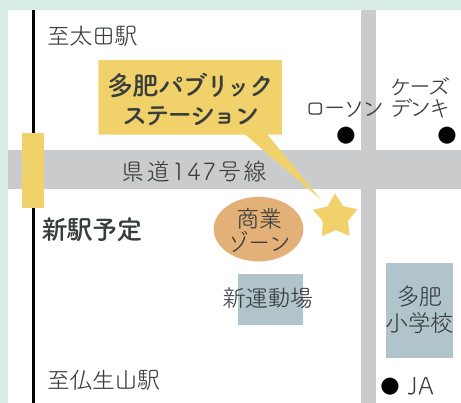 至太田駅
多肥パブリック
ステーション
ローソン
ケーズ
デンキ
県道147号線
新駅予定
商業
ゾーン
新運動場
多肥
小学校
至仏生山駅
JA